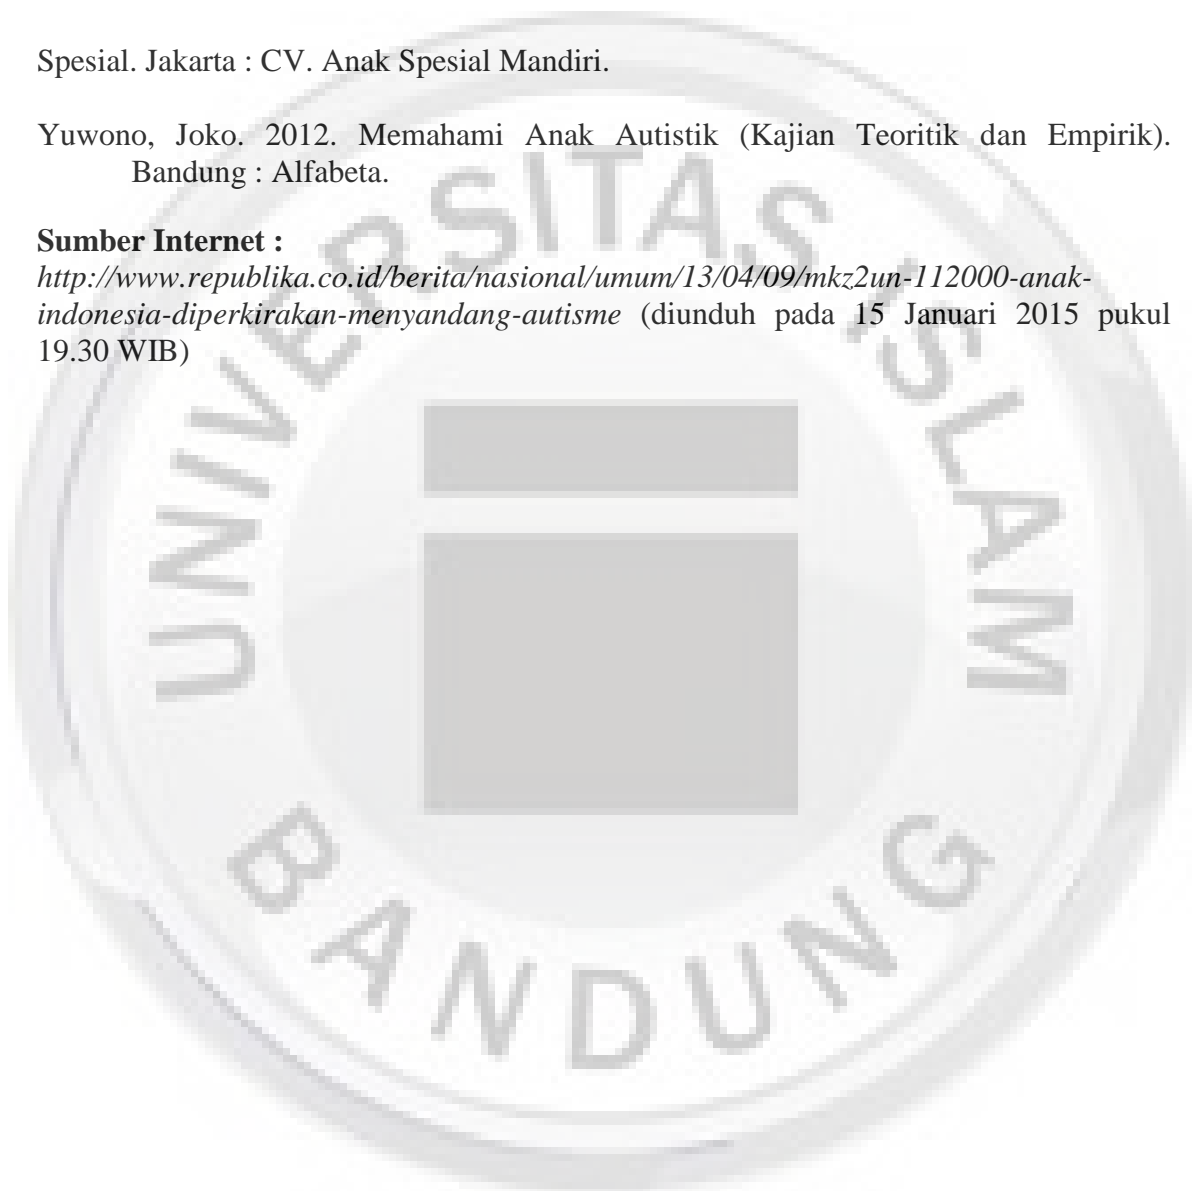 Spesial. Jakarta : CV. Anak Spesial Mandiri.
Yuwono, Joko. 2012. Memahami Anak Autistik (Kajian Teoritik dan Empirik).
Bandung : Alfabeta.
Sumber Internet :
http://www.republika.co.id/berita/nasional/umum/13/04/09/mkz2un-112000-anak-
indonesia-diperkirakan-menyandang-autisme (diunduh pada 15 Januari 2015 pukul
19.30 WIB)
UNIVERSITAS ISLAM
BANDUNG